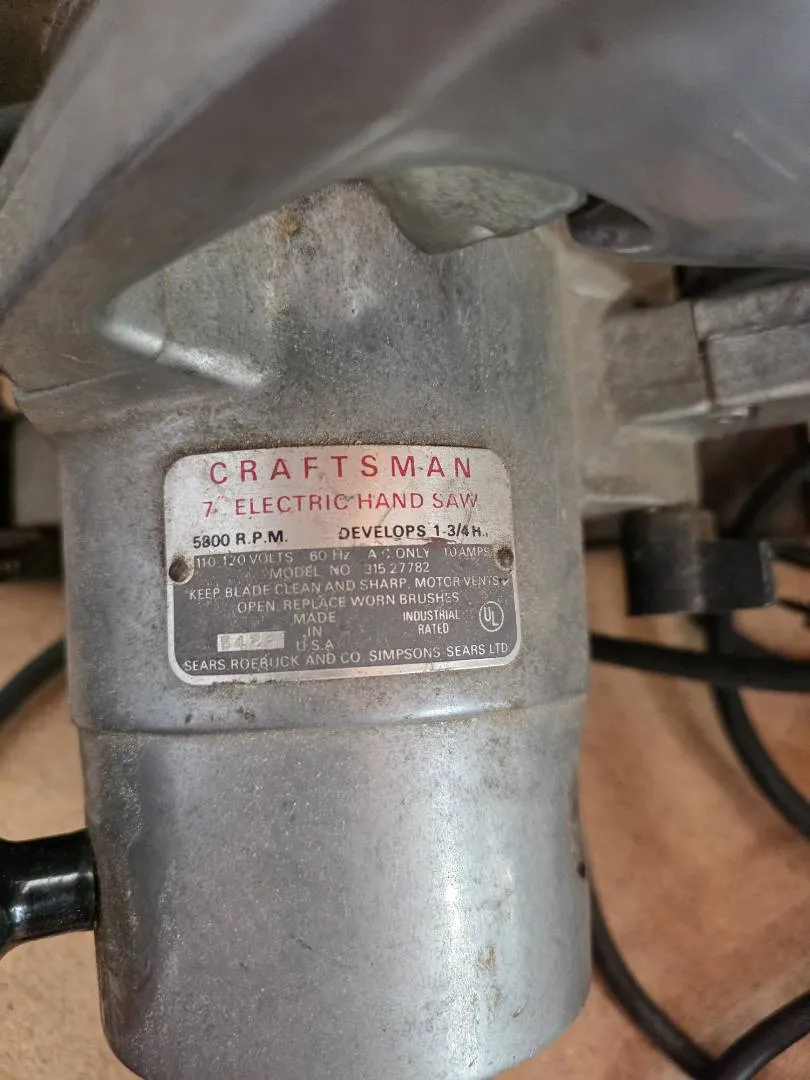 CRAFTSMAN
7" ELECTRIC HAND SAW
5800 R.P.M. DEVELOPS 1-3/4 H.
110-120 VOLTS 60 Hz A C ONLY 10 AMPS
MODEL NO. 315.27782
KEEP BLADE CLEAN AND SHARP. MOTOR VENTS
OPEN. REPLACE WORN BRUSHES
MADE IN U.S.A.
INDUSTRIAL RATED
UL
SEARS, ROEBUCK AND CO. SIMPSONS-SEARS LTD